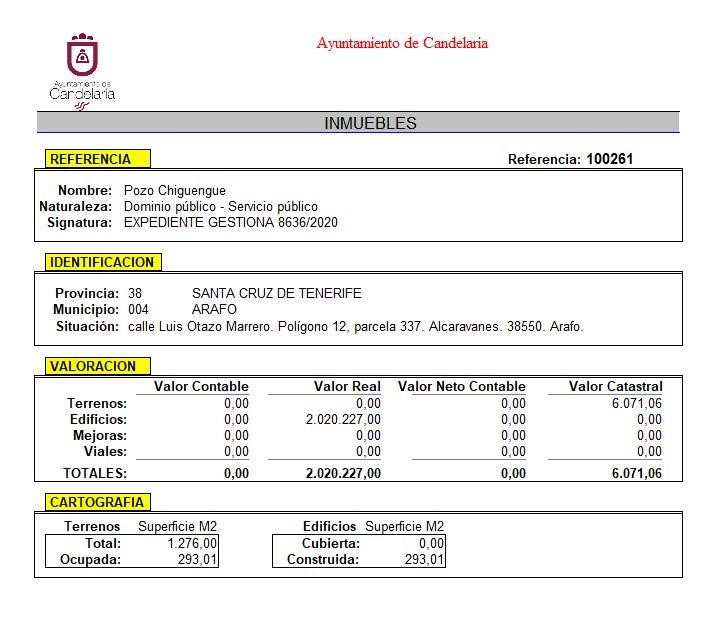 Ayuntamiento de Candelaria
Ayuntamiento de
Candelaria
INMUEBLES
REFERENCIA Referencia: 100261
Nombre: Pozo Chiguengue
Naturaleza: Dominio público - Servicio público
Signatura: EXPEDIENTE GESTIONA 8636/2020
IDENTIFICACION
Provincia: 38 SANTA CRUZ DE TENERIFE
Municipio: 004 ARAFO
Situación: calle Luis Otazo Marrero. Polígono 12, parcela 337. Alcaravanes. 38550. Arafo.
VALORACION
Valor Contable Valor Real Valor Neto Contable Valor Catastral
Terrenos: 0,00 0,00 0,00 6.071,06
Edificios: 0,00 2.020.227,00 0,00 0,00
Mejoras: 0,00 0,00 0,00 0,00
Viales: 0,00 0,00 0,00 0,00
TOTALES: 0,00 2.020.227,00 0,00 6.071,06
CARTOGRAFIA
Terrenos Superficie M2 Edificios Superficie M2
Total: 1.276,00 Cubierta: 0,00
Ocupada: 293,01 Construida: 293,01